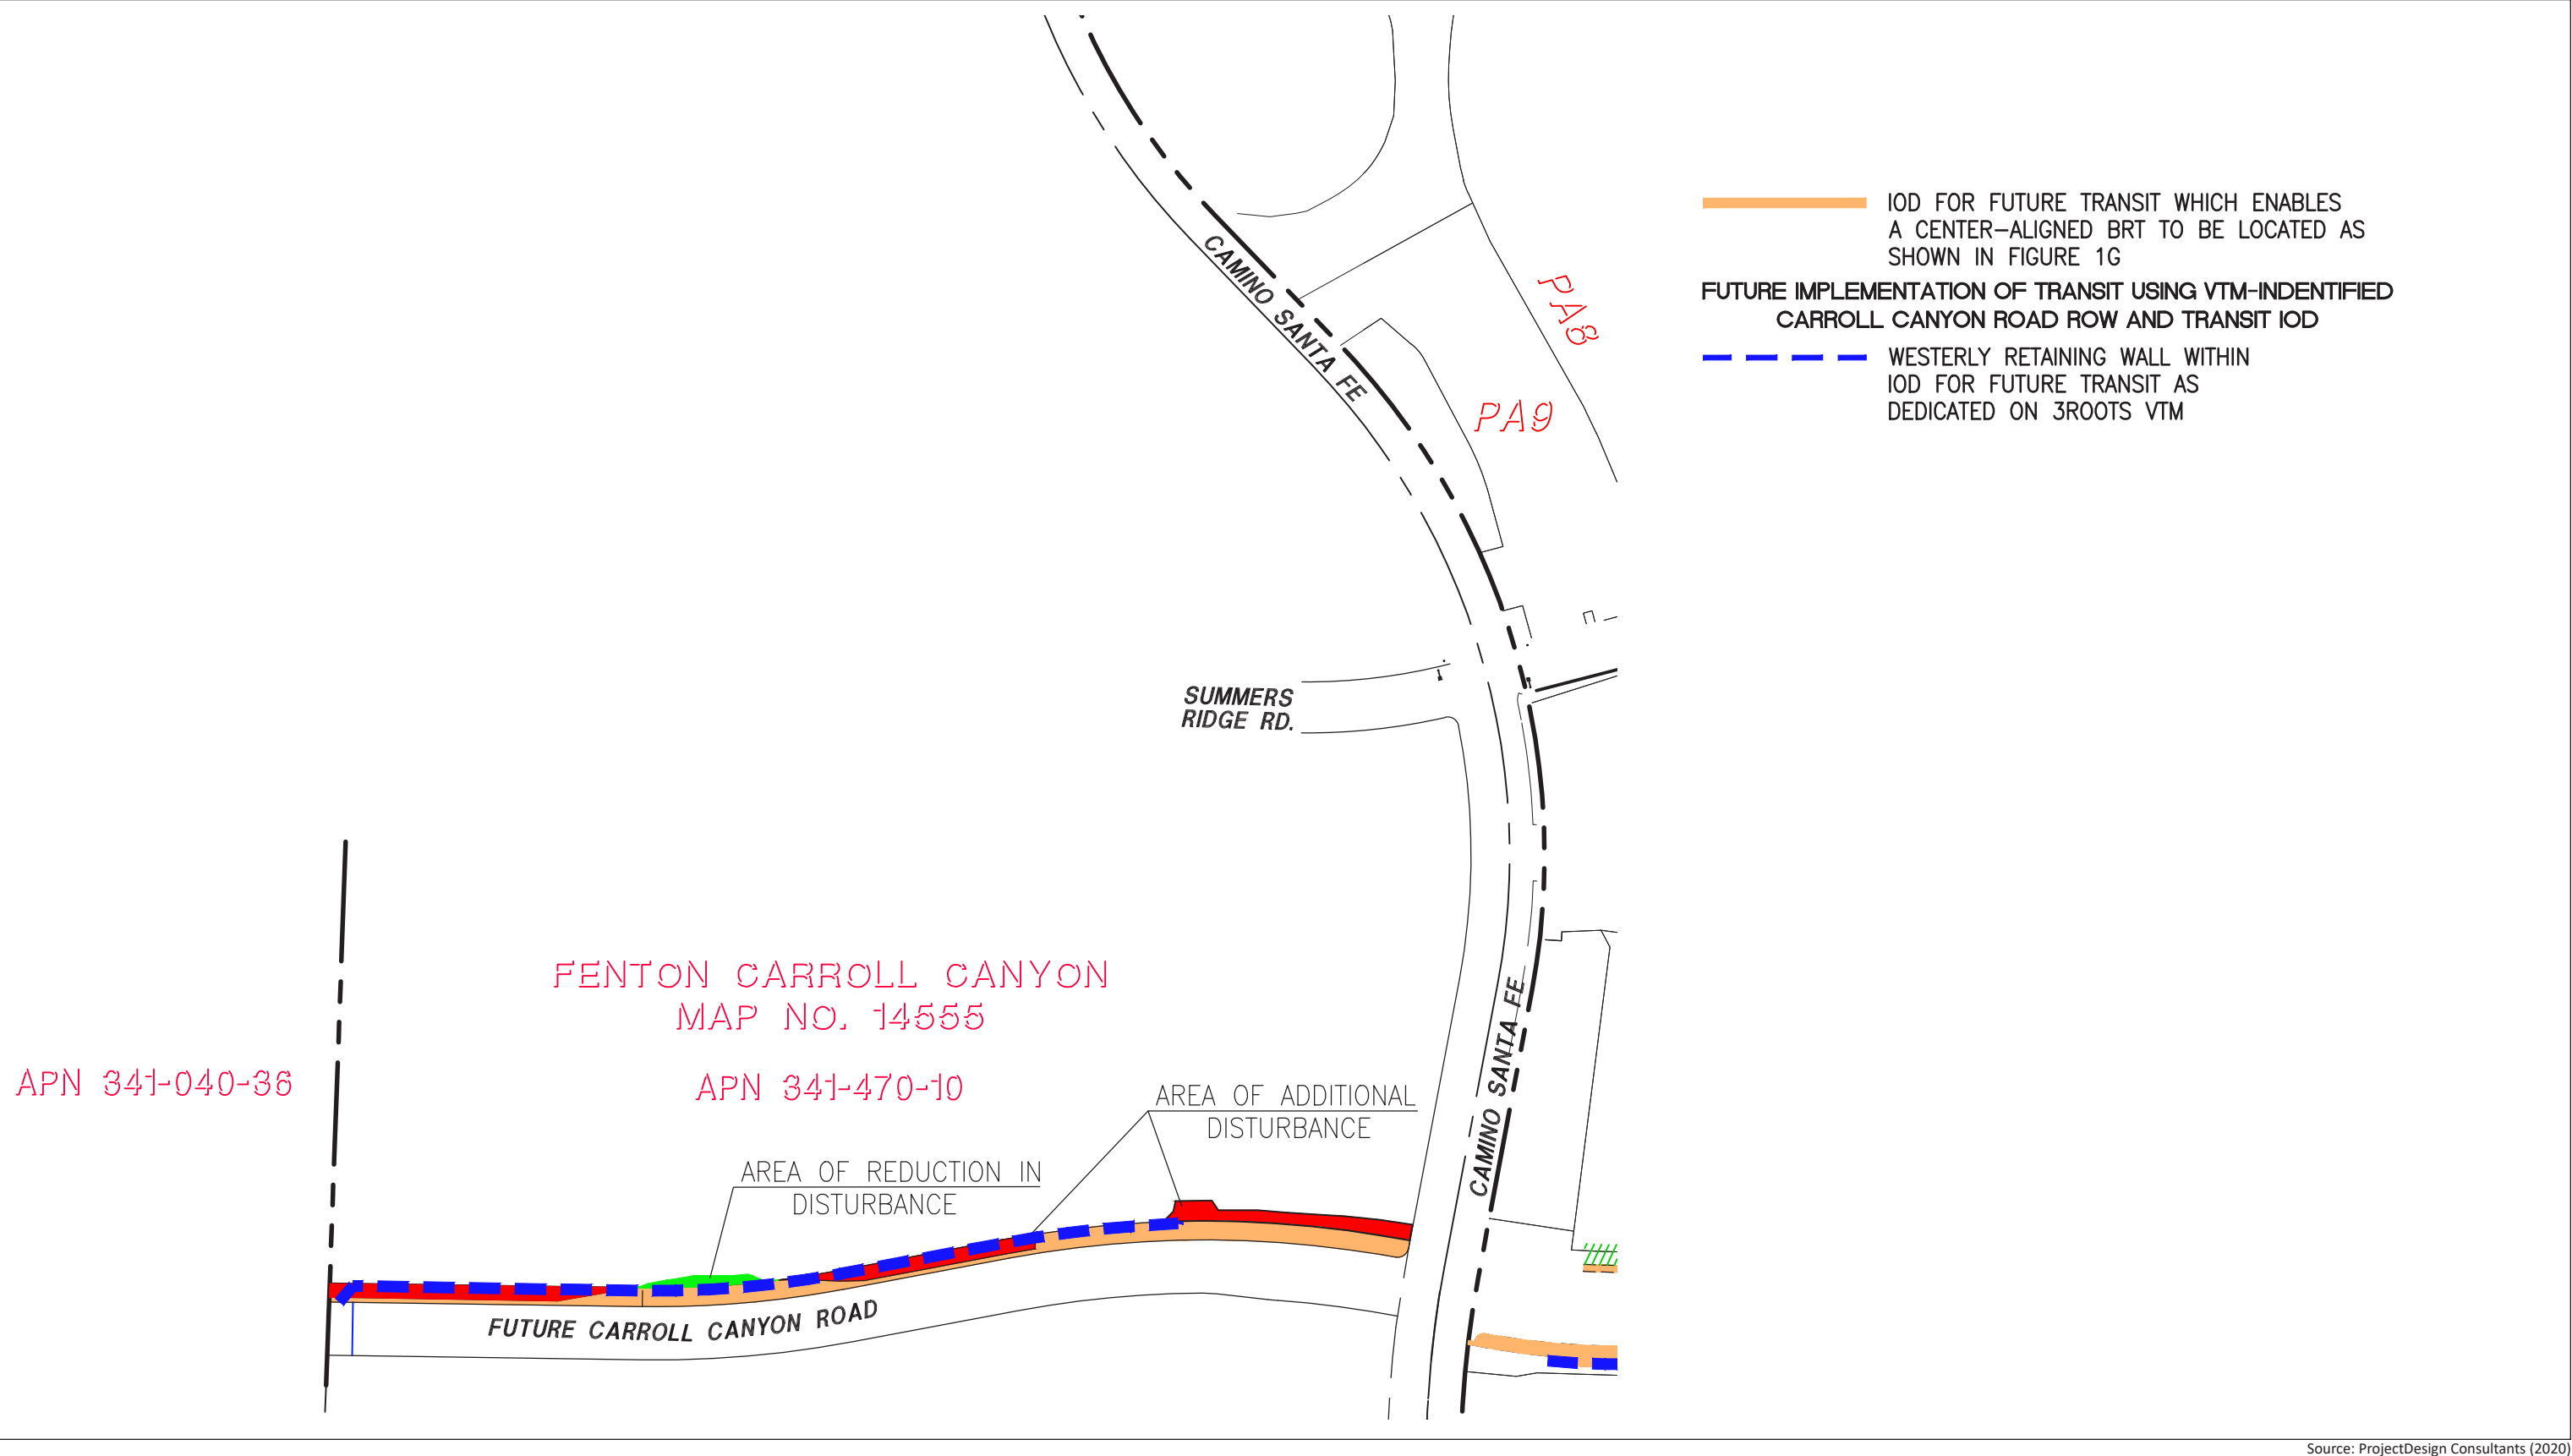 IOD FOR FUTURE TRANSIT WHICH ENABLES
A CENTER-ALIGNED BRT TO BE LOCATED AS
SHOWN IN FIGURE 1G
FUTURE IMPLEMENTATION OF TRANSIT USING VTM-INDENTIFIED
CARROLL CANYON ROAD ROW AND TRANSIT IOD
WESTERLY RETAINING WALL WITHIN
IOD FOR FUTURE TRANSIT AS
DEDICATED ON 3ROOTS VTM
CAMINO SANTA FE
PA8
PA9
SUMMERS
RIDGE RD.
FENTON CARROLL CANYON
MAP NO. 14555
APN 341-040-36
APN 341-470-10
AREA OF ADDITIONAL
DISTURBANCE
AREA OF REDUCTION IN
DISTURBANCE
CAMINO SANTA FE
FUTURE CARROLL CANYON ROAD
Source: ProjectDesign Consultants (2020)